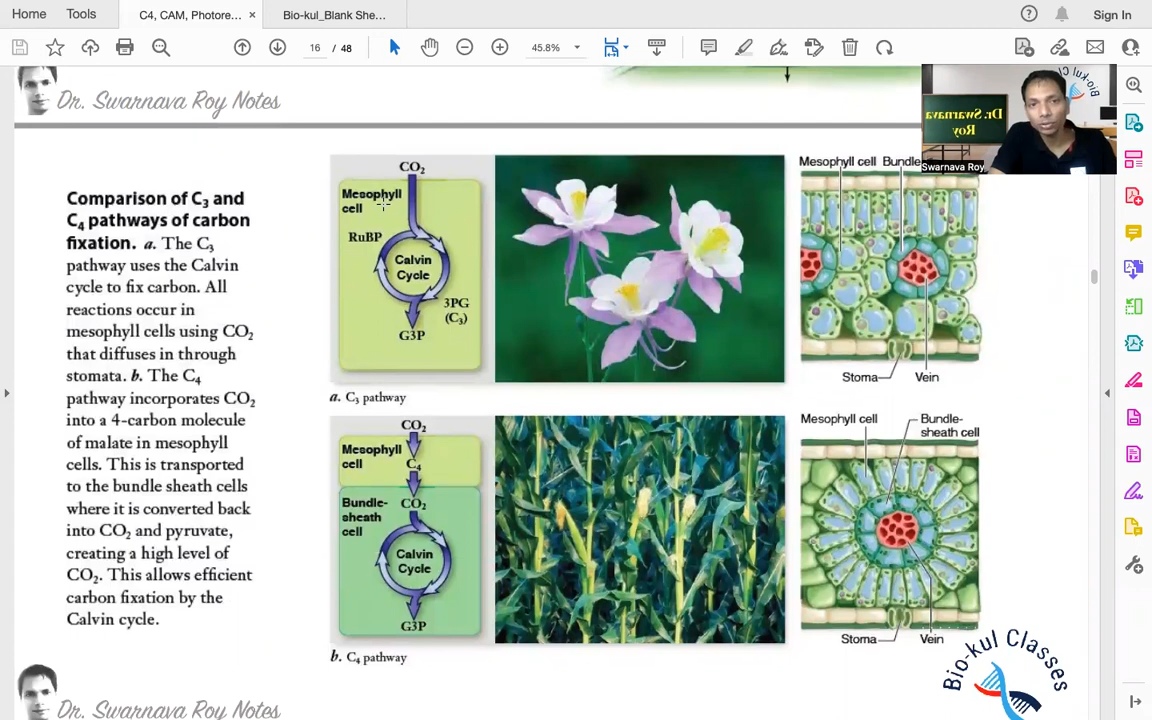 Home
Tools
C4, CAM, Photore... ×
Bio-kul_Blank She...
Sign In
16 / 48
45.8%
Dr. Swarnava Roy Notes
Dr. Swarnava Roy
Swarnava Roy
Comparison of C3 and
C4 pathways of carbon
fixation. a. The C3
pathway uses the Calvin
cycle to fix carbon. All
reactions occur in
mesophyll cells using CO2
that diffuses in through
stomata. b. The C4
pathway incorporates CO2
into a 4-carbon molecule
of malate in mesophyll
cells. This is transported
to the bundle sheath cells
where it is converted back
into CO2 and pyruvate,
creating a high level of
CO2. This allows efficient
carbon fixation by the
Calvin cycle.
CO2
Mesophyll
cell
RuBP
Calvin
Cycle
3PG
(C3)
G3P
Mesophyll cell
Stoma
Vein
a. C3 pathway
CO2
Mesophyll
cell
C4
Bundle-
sheath
cell
CO2
Calvin
Cycle
G3P
Mesophyll cell
Bundle-
sheath cell
Stoma
Vein
b. C4 pathway
Bio-kul Classes
Dr. Swarnava Roy Notes